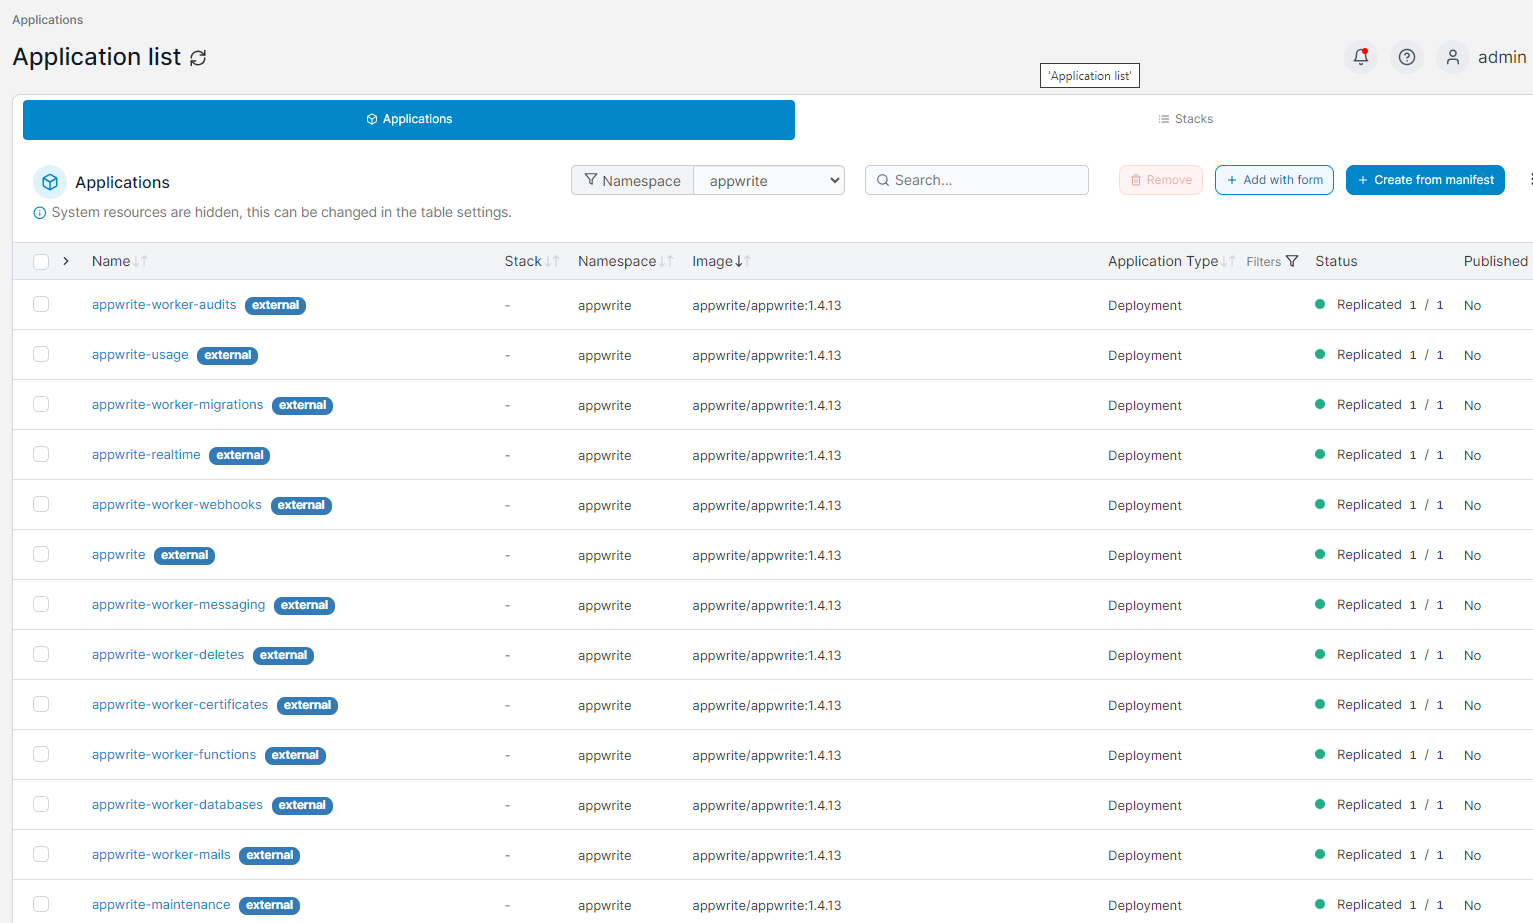 Applications
Application list
admin
'Application list'
Applications
Stacks
Applications
Namespace appwrite
Search...
Remove
Add with form
Create from manifest
System resources are hidden, this can be changed in the table settings.
Name Stack Namespace Image Application Type Filters Status Published
appwrite-worker-audits external - appwrite appwrite/appwrite:1.4.13 Deployment Replicated 1 / 1 No
appwrite-usage external - appwrite appwrite/appwrite:1.4.13 Deployment Replicated 1 / 1 No
appwrite-worker-migrations external - appwrite appwrite/appwrite:1.4.13 Deployment Replicated 1 / 1 No
appwrite-realtime external - appwrite appwrite/appwrite:1.4.13 Deployment Replicated 1 / 1 No
appwrite-worker-webhooks external - appwrite appwrite/appwrite:1.4.13 Deployment Replicated 1 / 1 No
appwrite external - appwrite appwrite/appwrite:1.4.13 Deployment Replicated 1 / 1 No
appwrite-worker-messaging external - appwrite appwrite/appwrite:1.4.13 Deployment Replicated 1 / 1 No
appwrite-worker-deletes external - appwrite appwrite/appwrite:1.4.13 Deployment Replicated 1 / 1 No
appwrite-worker-certificates external - appwrite appwrite/appwrite:1.4.13 Deployment Replicated 1 / 1 No
appwrite-worker-functions external - appwrite appwrite/appwrite:1.4.13 Deployment Replicated 1 / 1 No
appwrite-worker-databases external - appwrite appwrite/appwrite:1.4.13 Deployment Replicated 1 / 1 No
appwrite-worker-mails external - appwrite appwrite/appwrite:1.4.13 Deployment Replicated 1 / 1 No
appwrite-maintenance external - appwrite appwrite/appwrite:1.4.13 Deployment Replicated 1 / 1 No